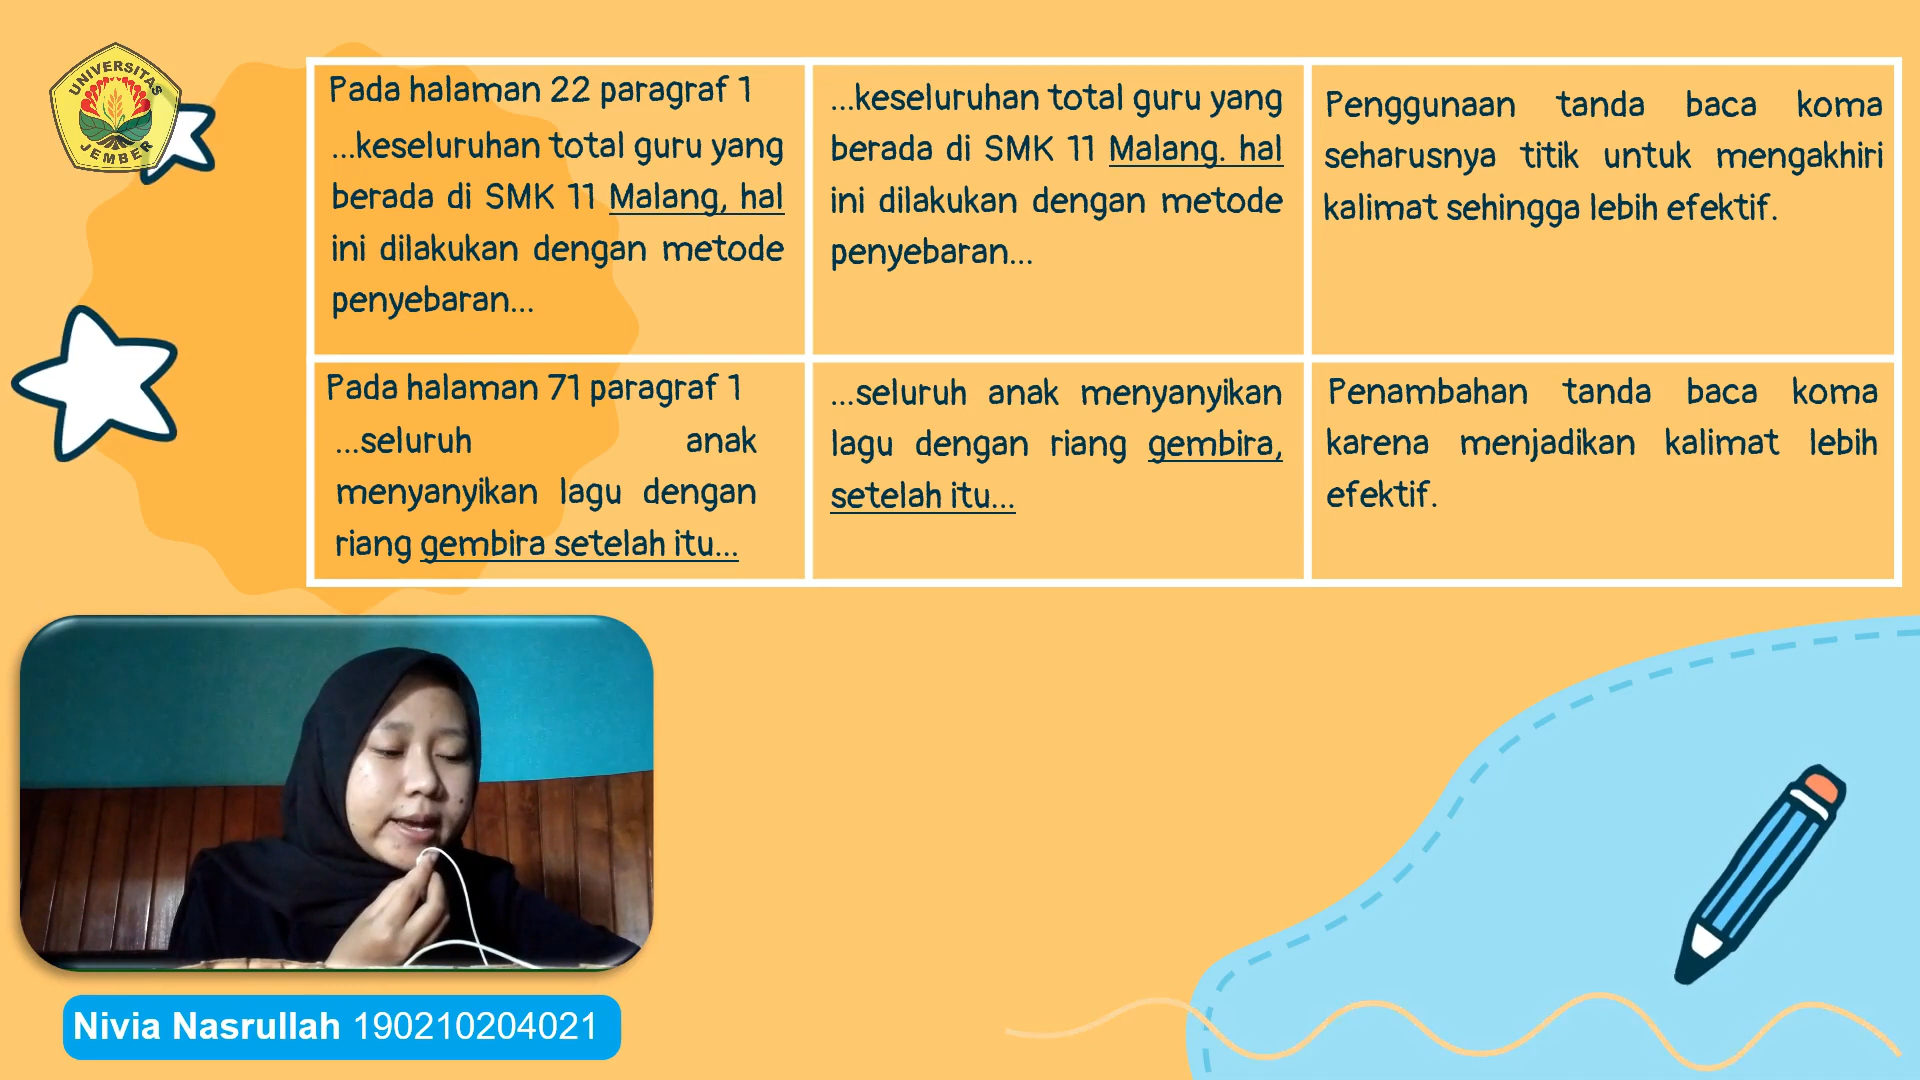 UNIVERSITAS
JEMBER
Pada halaman 22 paragraf 1
...keseluruhan total guru yang
berada di SMK 11 Malang, hal
ini dilakukan dengan metode
penyebaran...
...keseluruhan total guru yang
berada di SMK 11 Malang. hal
ini dilakukan dengan metode
penyebaran...
Penggunaan tanda baca koma
seharusnya titik untuk mengakhiri
kalimat sehingga lebih efektif.
Pada halaman 71 paragraf 1
...seluruh anak
menyanyikan lagu dengan
riang gembira setelah itu...
...seluruh anak menyanyikan
lagu dengan riang gembira,
setelah itu...
Penambahan tanda baca koma
karena menjadikan kalimat lebih
efektif.
Nivia Nasrullah 190210204021